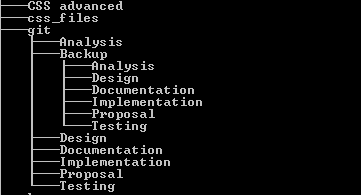 CSS advanced
css_files
git
Analysis
Backup
Analysis
Design
Documentation
Implementation
Proposal
Testing
Design
Documentation
Implementation
Proposal
Testing